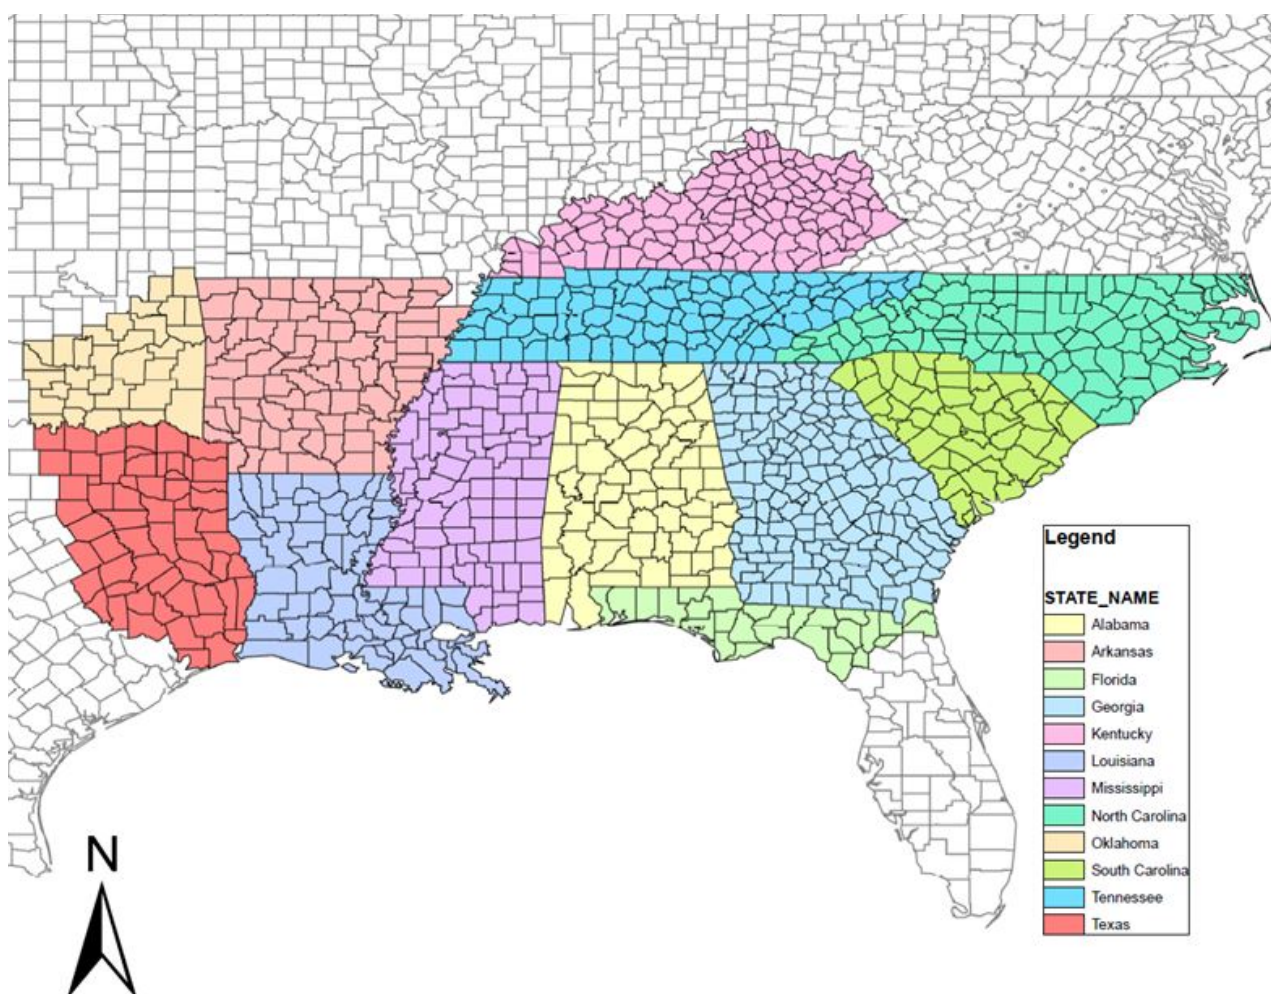 Legend
STATE_NAME
Alabama
Arkansas
Florida
Georgia
Kentucky
Louisiana
Mississippi
North Carolina
Oklahoma
South Carolina
Tennessee
Texas
N